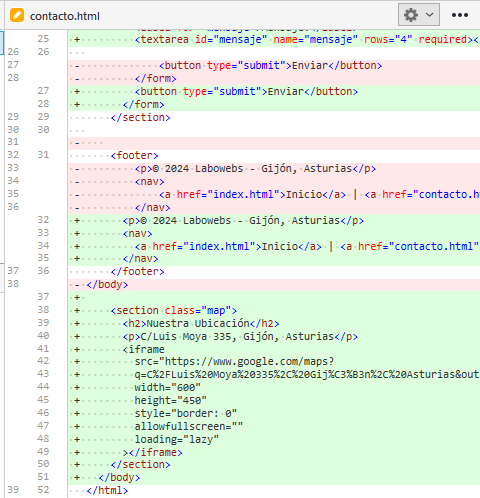 contacto.html
25 + <textarea id="mensaje" name="mensaje" rows="4" required><
26 26
27 - <button type="submit">Enviar</button>
28 - </form>
27 + <button type="submit">Enviar</button>
28 + </form>
29 29 </section>
30 30
31 -
32 31 <footer>
33 - <p>© 2024 Labowebs - Gijón, Asturias</p>
34 - <nav>
35 - <a href="index.html">Inicio</a> | <a href="contacto.ht
36 - </nav>
32 + <p>© 2024 Labowebs - Gijón, Asturias</p>
33 + <nav>
34 + <a href="index.html">Inicio</a> | <a href="contacto.html"
35 + </nav>
37 36 </footer>
38 - </body>
37 +
38 + <section class="map">
39 + <h2>Nuestra Ubicación</h2>
40 + <p>C/Luis Moya 335, Gijón, Asturias</p>
41 + <iframe
42 + src="https://www.google.com/maps?
43 + q=C%2FLuis%20Moya%20335%2C%20Gij%C3%B3n%2C%20Asturias&out
44 + width="600"
45 + height="450"
46 + style="border: 0"
47 + allowfullscreen=""
48 + loading="lazy"
49 + ></iframe>
50 + </section>
51 + </body>
39 52 </html>